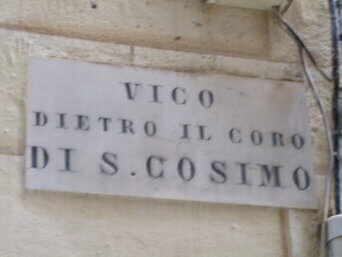 VICO
DIETRO IL CORO
DI S. COSIMO